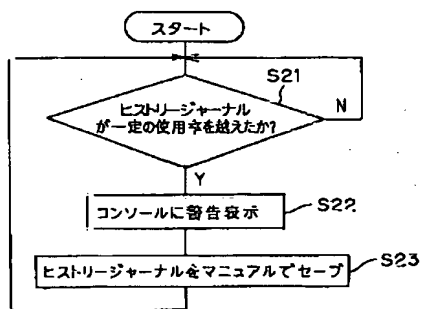 スタート
S21
ヒストリージャーナル
が一定の使用率を越えたか?
N
Y
コンソールに警告表示
S22
ヒストリージャーナルをマニュアルでセーブ
S23